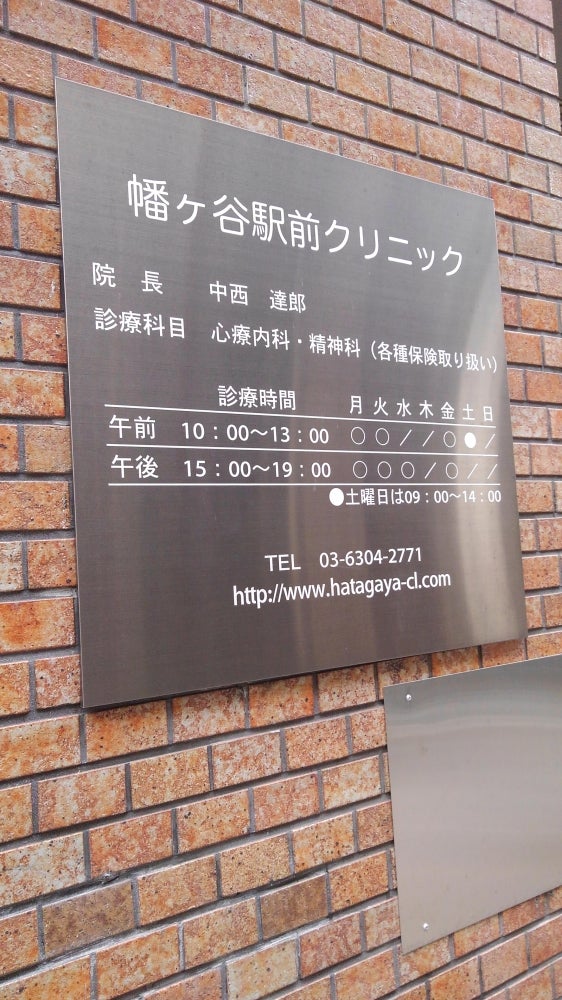 幡ヶ谷駅前クリニック
院 長 中西 達郎
診療科目 心療内科・精神科（各種保険取り扱い）
診療時間 月 火 水 木 金 土 日
午前 10：00〜13：00 ○ ○ ／ ／ ○ ● ／
午後 15：00〜19：00 ○ ○ ○ ／ ○ ／ ／
●土曜日は09：00〜14：00
TEL 03-6304-2771
http://www.hatagaya-cl.com